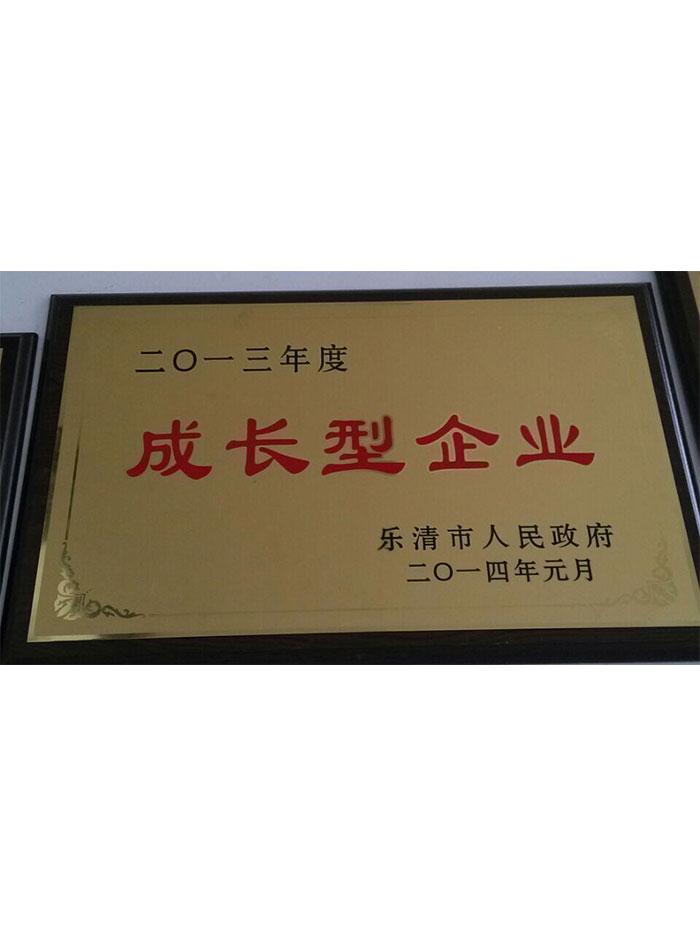 二〇一三年度
成长型企业
乐清市人民政府
二〇一四年元月